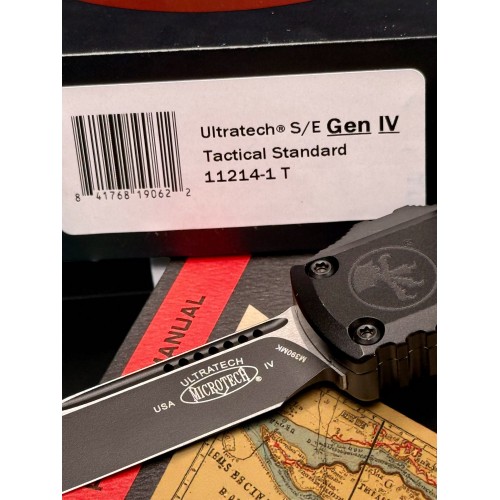 Ultratech® S/E Gen IV
Tactical Standard
11214-1 T
8 41768 19062 2
MANUAL
ULTRATECH
MICROTECH®
USA
IV
M390MK